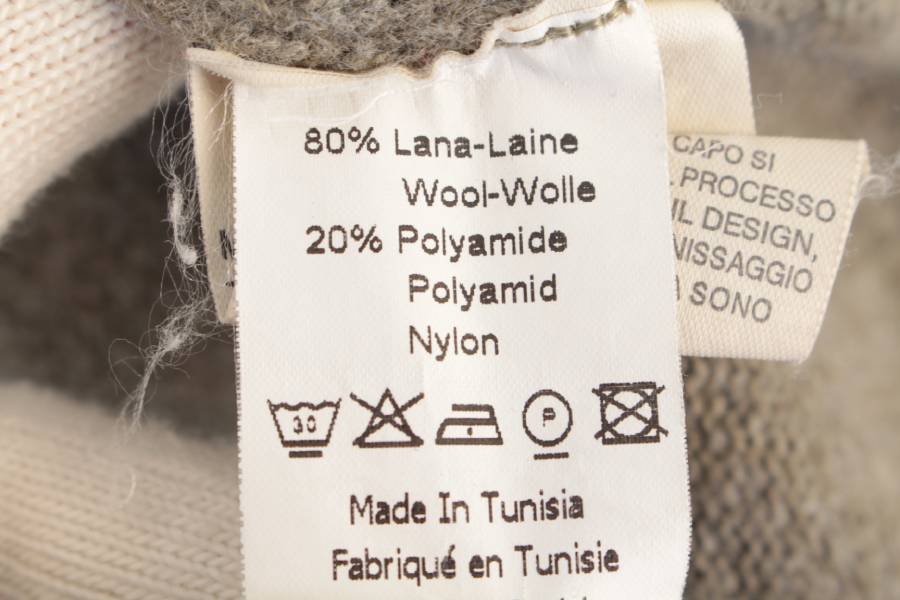 80% Lana-Laine
Wool-Wolle
20% Polyamide
Polyamid
Nylon
30
P
Made In Tunisia
Fabriqué en Tunisie
CAPO SI
PROCESSO
DESIGN,
SONO